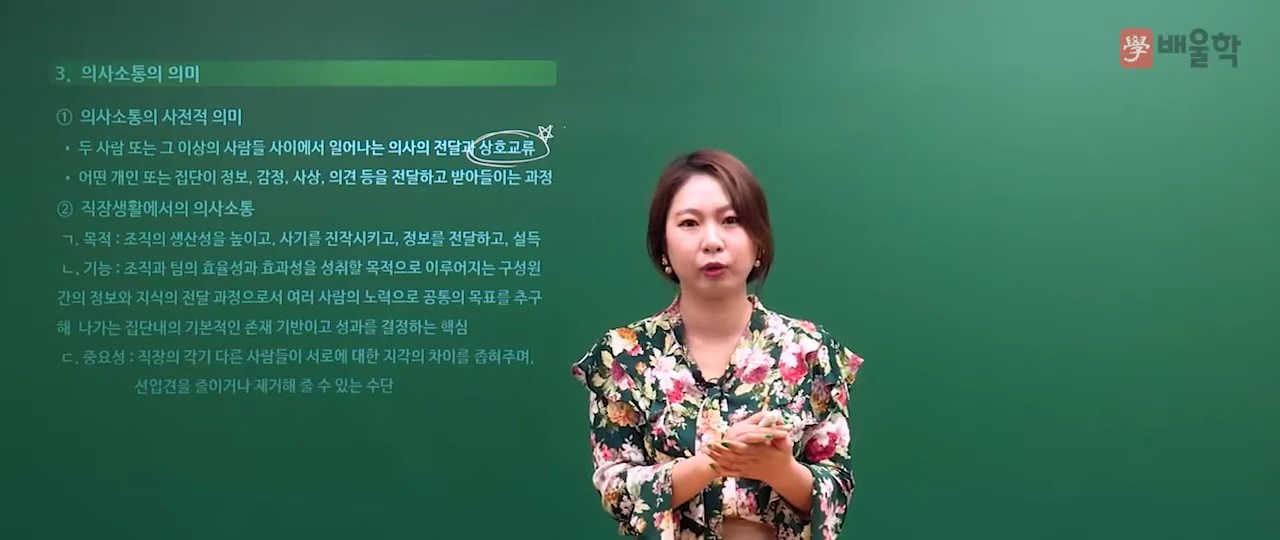 學 배울학
3. 의사소통의 의미
① 의사소통의 사전적 의미
• 두 사람 또는 그 이상의 사람들 사이에서 일어나는 의사의 전달과 상호교류
• 어떤 개인 또는 집단이 정보, 감정, 사상, 의견 등을 전달하고 받아들이는 과정
② 직장생활에서의 의사소통
ㄱ. 목적 : 조직의 생산성을 높이고, 사기를 진작시키고, 정보를 전달하고, 설득
ㄴ. 기능 : 조직과 팀의 효율성과 효과성을 성취할 목적으로 이루어지는 구성원
간의 정보와 지식의 전달 과정으로서 여러 사람의 노력으로 공통의 목표를 추구
해 나가는 집단내의 기본적인 존재 기반이고 성과를 결정하는 핵심
ㄷ. 중요성 : 직장의 각기 다른 사람들이 서로에 대한 지각의 차이를 좁혀주며,
선입견을 줄이거나 제거해 줄 수 있는 수단